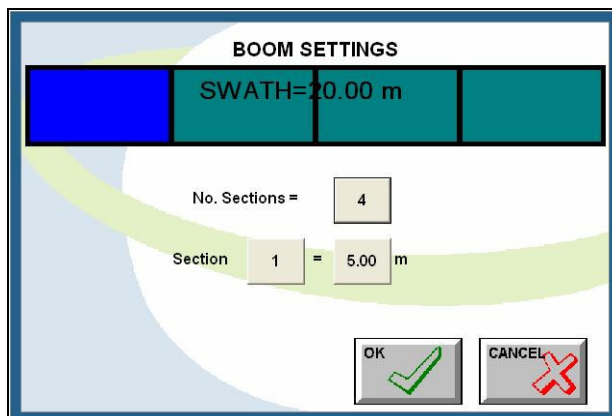 BOOM SETTINGS
SWATH=20.00 m
No. Sections = 4
Section 1 = 5.00 m
OK CANCEL